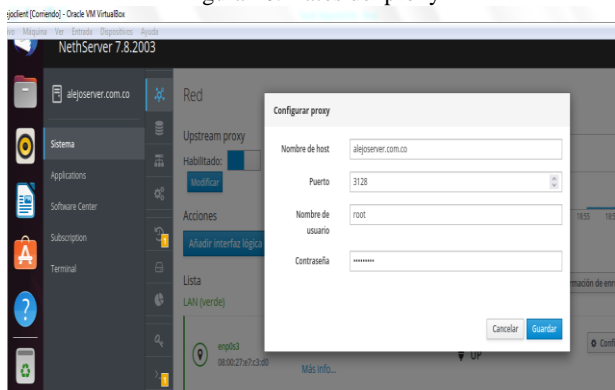 ejoclient [Corriendo] - Oracle VM VirtualBox
Máquina Ver Entrada Dispositivos Ayuda
NethServer 7.8.2003
alejoserver.com.co
Sistema
Applications
Software Center
Subscription
Terminal
Red
Upstream proxy
Habilitado:
Modificar
Acciones
Añadir interfaz lógica
Lista
LAN (verde)
enp0s3
08:00:27:e7:c3:d0
Más info...
UP
Configurar proxy
Nombre de host alejoserver.com.co
Puerto 3128
Nombre de usuario root
Contraseña •••••••••
Cancelar Guardar
18:55